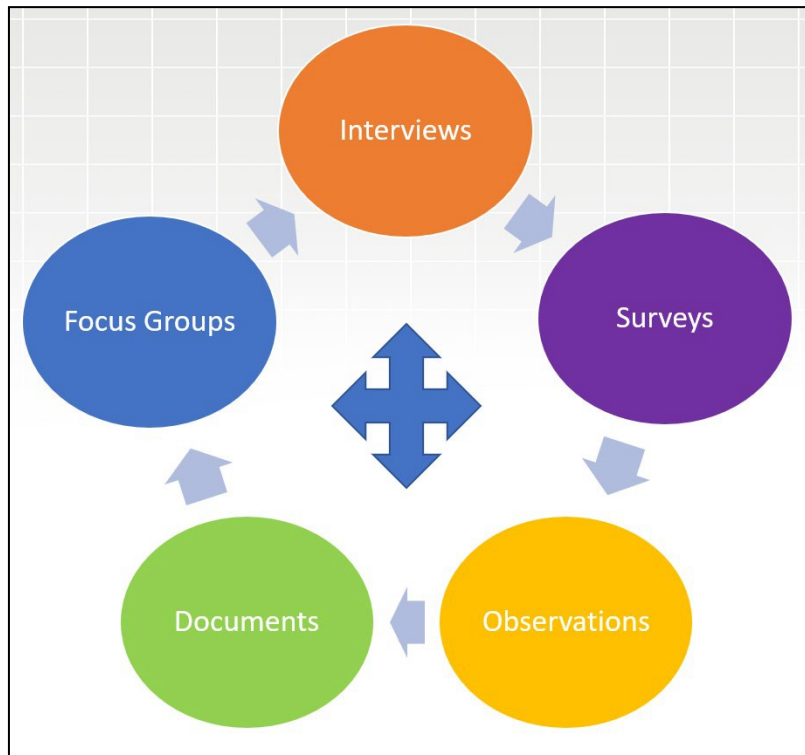 Interviews
Surveys
Observations
Documents
Focus Groups